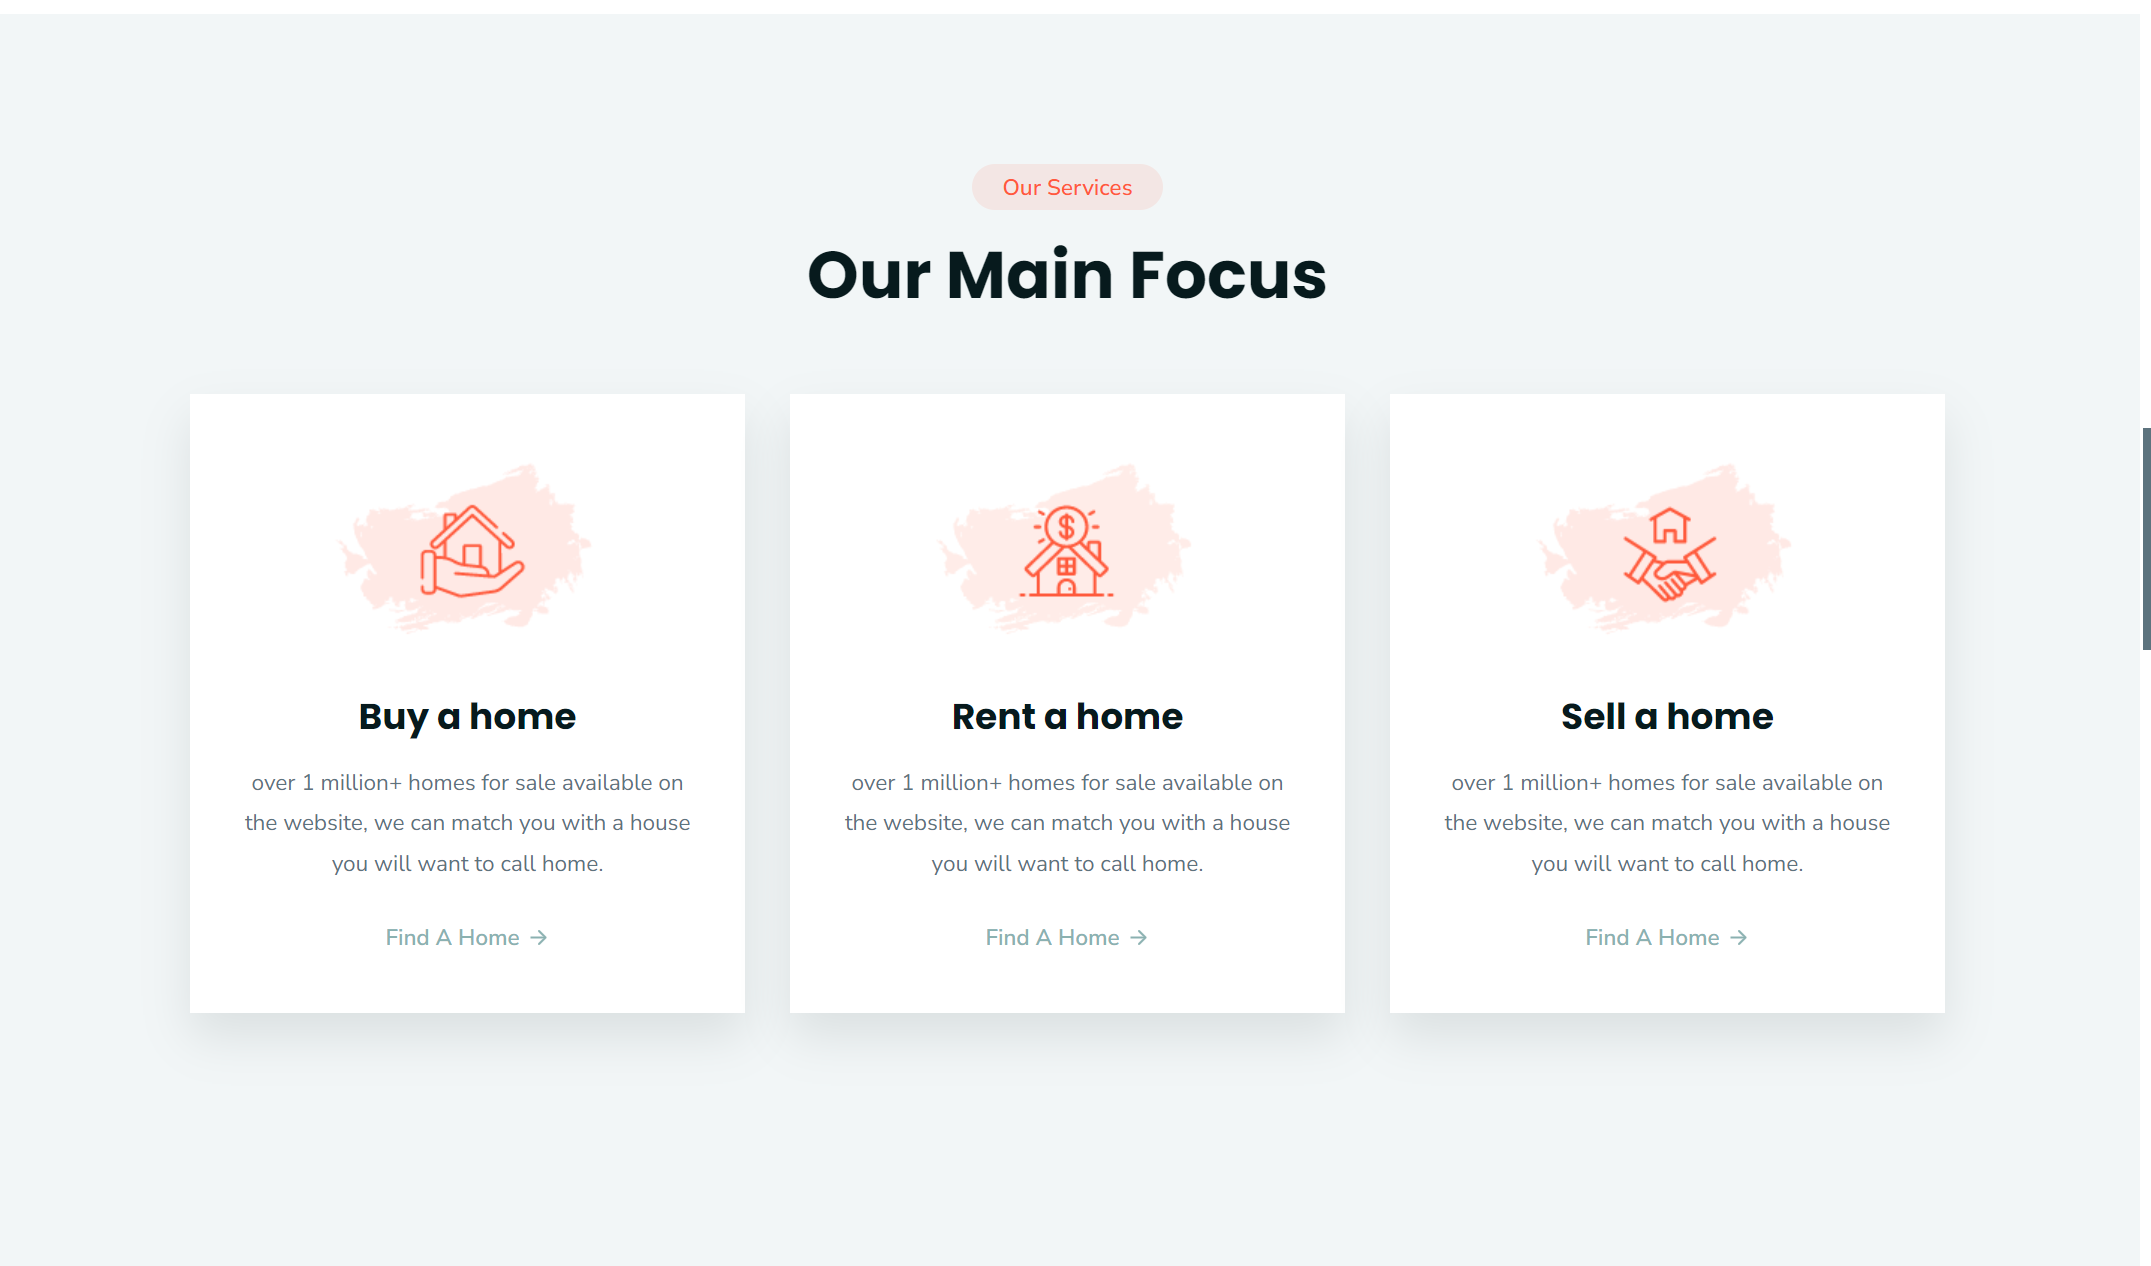 Our Services
Our Main Focus
Buy a home
over 1 million+ homes for sale available on
the website, we can match you with a house
you will want to call home.
Find A Home →
Rent a home
over 1 million+ homes for sale available on
the website, we can match you with a house
you will want to call home.
Find A Home →
Sell a home
over 1 million+ homes for sale available on
the website, we can match you with a house
you will want to call home.
Find A Home →